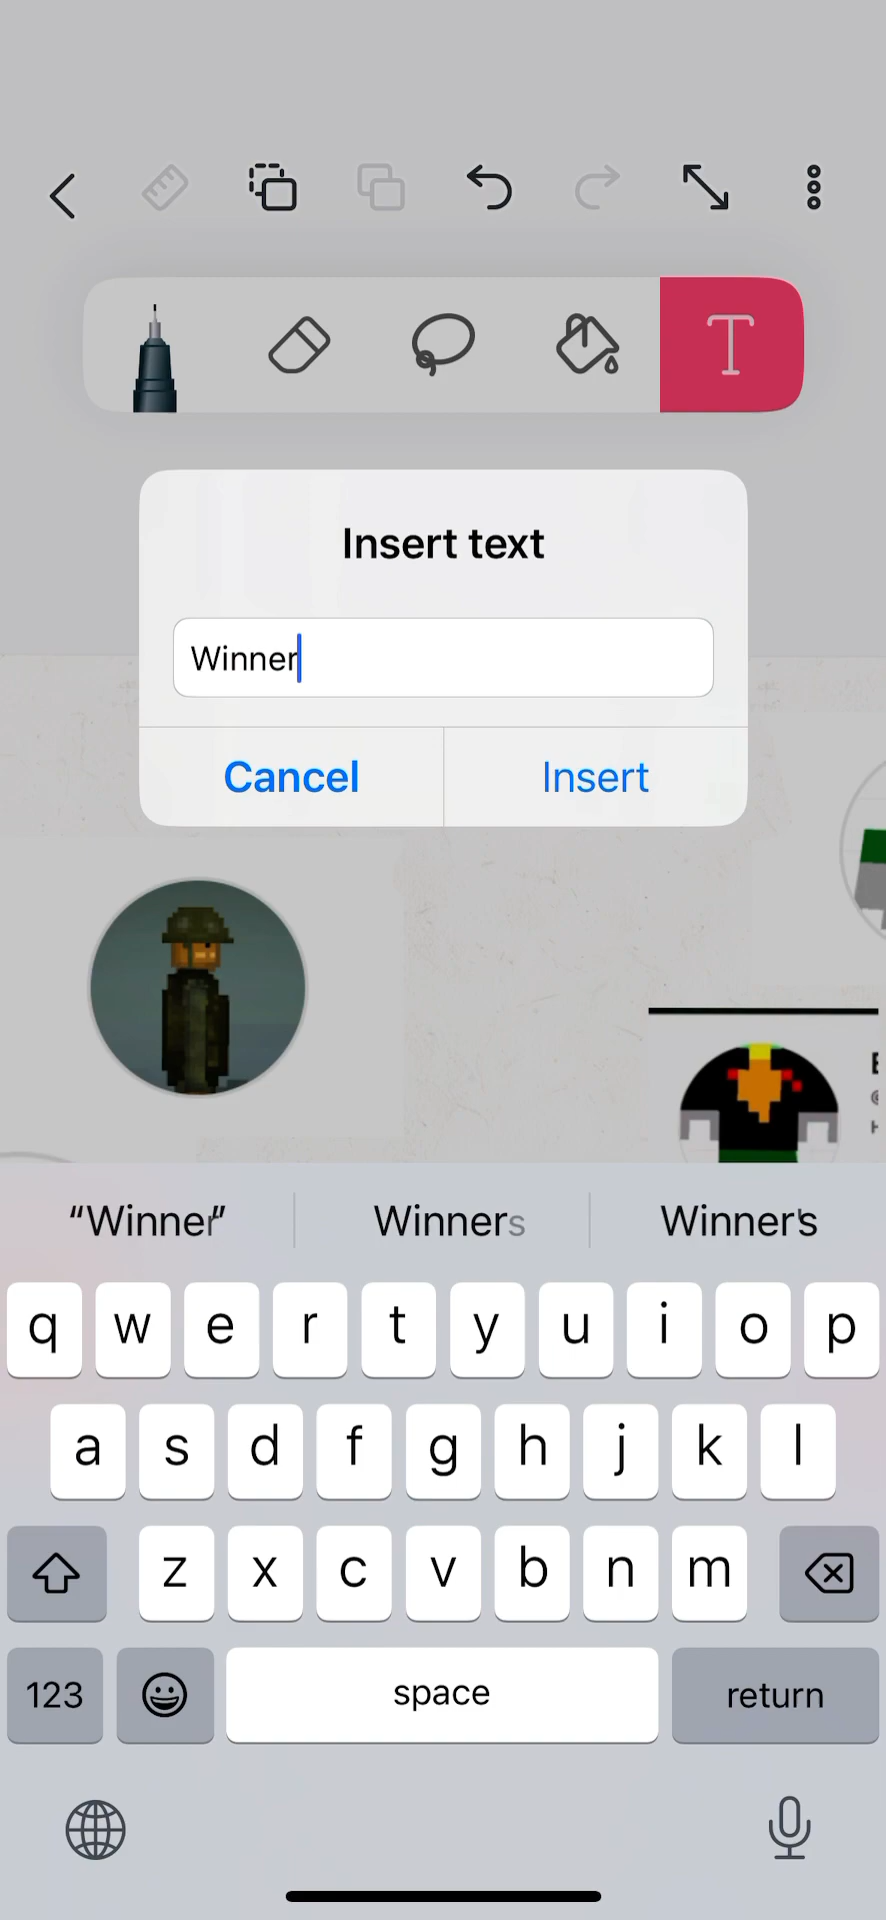 T
Insert text
Winner
Cancel Insert
“Winner” Winners Winner's
q w e r t y u i o p
a s d f g h j k l
z x c v b n m
123 space return